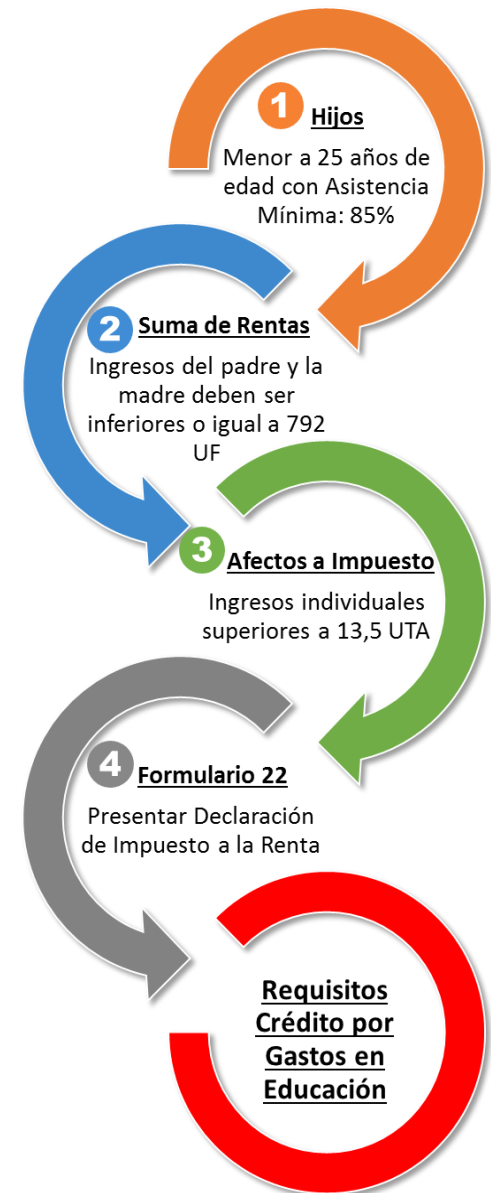 1 Hijos
Menor a 25 años de
edad con Asistencia
Mínima: 85%
2 Suma de Rentas
Ingresos del padre y la
madre deben ser
inferiores o igual a 792
UF
3 Afectos a Impuesto
Ingresos individuales
superiores a 13,5 UTA
4 Formulario 22
Presentar Declaración
de Impuesto a la Renta
Requisitos
Crédito por
Gastos en
Educación